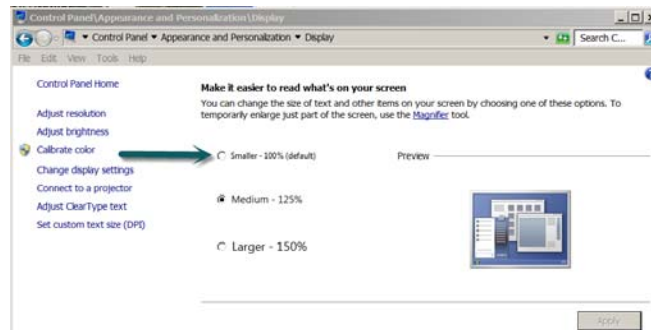 Control Panel\Appearance and Personalization\Display
Control Panel ▾ Appearance and Personalization ▾ Display
Search C...
File Edit View Tools Help
Control Panel Home
Adjust resolution
Adjust brightness
Calibrate color
Change display settings
Connect to a projector
Adjust ClearType text
Set custom text size (DPI)
Make it easier to read what's on your screen
You can change the size of text and other items on your screen by choosing one of these options. To
temporarily enlarge just part of the screen, use the Magnifier tool.
Smaller - 100% (default)
Preview
Medium - 125%
Larger - 150%
Apply